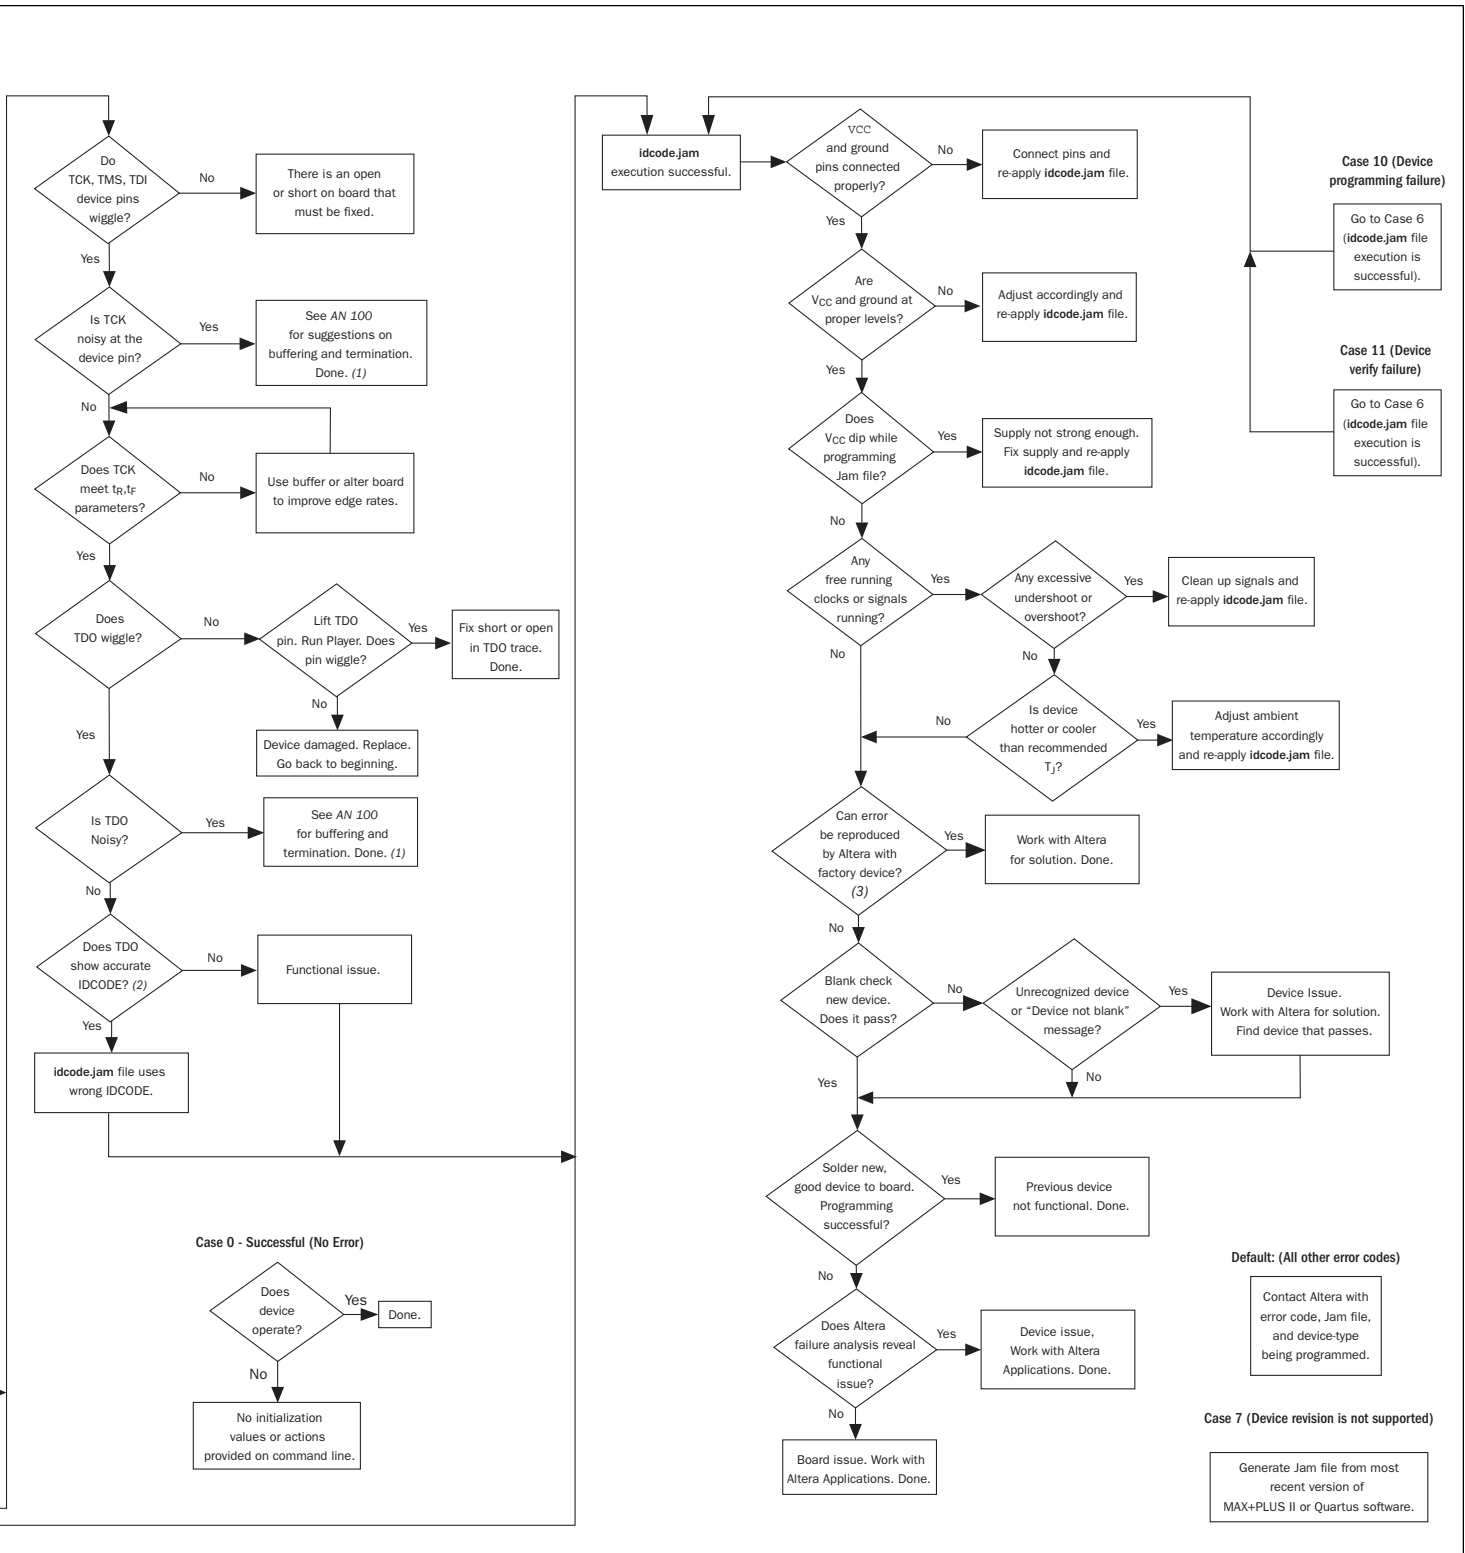 Do
TCK, TMS, TDI
device pins
wiggle?
No
There is an open
or short on board that
must be fixed.
Yes
Is TCK
noisy at the
device pin?
Yes
See AN 100
for suggestions on
buffering and termination.
Done. (1)
No
Does TCK
meet tR,tF
parameters?
No
Use buffer or alter board
to improve edge rates.
Yes
Does
TDO wiggle?
No
Lift TDO
pin. Run Player. Does
pin wiggle?
Yes
Fix short or open
in TDO trace.
Done.
No
Device damaged. Replace.
Go back to beginning.
Yes
Is TDO
Noisy?
Yes
See AN 100
for buffering and
termination. Done. (1)
No
Does TDO
show accurate
IDCODE? (2)
No
Functional issue.
Yes
idcode.jam file uses
wrong IDCODE.
Case 0 - Successful (No Error)
Does
device
operate?
Yes
Done.
No
No initialization
values or actions
provided on command line.
idcode.jam
execution successful.
VCC
and ground
pins connected
properly?
No
Connect pins and
re-apply idcode.jam file.
Yes
Are
VCC and ground at
proper levels?
No
Adjust accordingly and
re-apply idcode.jam file.
Yes
Does
VCC dip while
programming
Jam file?
Yes
Supply not strong enough.
Fix supply and re-apply
idcode.jam file.
No
Any
free running
clocks or signals
running?
Yes
Any excessive
undershoot or
overshoot?
Yes
Clean up signals and
re-apply idcode.jam file.
No
No
Is device
hotter or cooler
than recommended
TJ?
No
Yes
Adjust ambient
temperature accordingly
and re-apply idcode.jam file.
Can error
be reproduced
by Altera with
factory device?
(3)
Yes
Work with Altera
for solution. Done.
No
Blank check
new device.
Does it pass?
No
Unrecognized device
or “Device not blank”
message?
Yes
Device Issue.
Work with Altera for solution.
Find device that passes.
No
Yes
Solder new,
good device to board.
Programming
successful?
Yes
Previous device
not functional. Done.
No
Does Altera
failure analysis reveal
functional
issue?
Yes
Device issue,
Work with Altera
Applications. Done.
No
Board issue. Work with
Altera Applications. Done.
Case 10 (Device
programming failure)
Go to Case 6
(idcode.jam file
execution is
successful).
Case 11 (Device
verify failure)
Go to Case 6
(idcode.jam file
execution is
successful).
Default: (All other error codes)
Contact Altera with
error code, Jam file,
and device-type
being programmed.
Case 7 (Device revision is not supported)
Generate Jam file from most
recent version of
MAX+PLUS II or Quartus software.